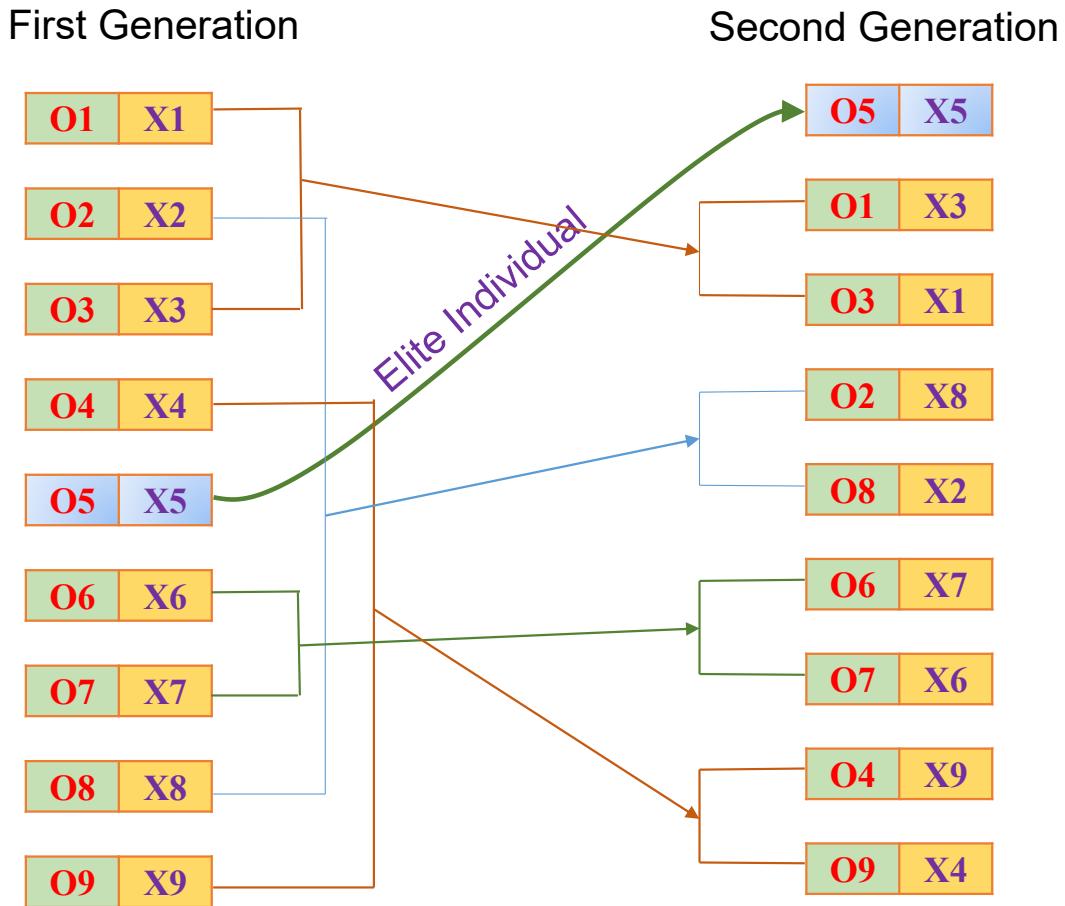 First Generation
Second Generation
O1 X1
O2 X2
O3 X3
O4 X4
O5 X5
O6 X6
O7 X7
O8 X8
O9 X9
Elite Individual
O5 X5
O1 X3
O3 X1
O2 X8
O8 X2
O6 X7
O7 X6
O4 X9
O9 X4